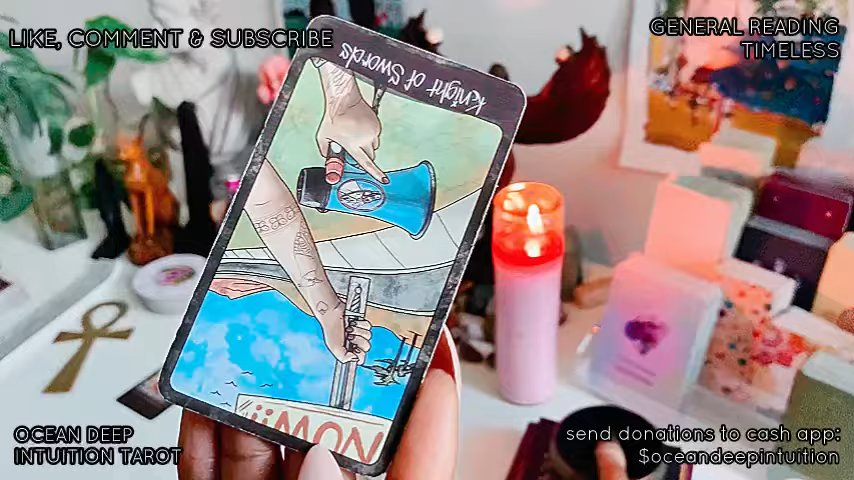 LIKE, COMMENT & SUBSCRIBE
GENERAL READING
TIMELESS
Knight of Swords
NOW!!
OCEAN DEEP
INTUITION TAROT
send donations to cash app:
$oceandeepintuition